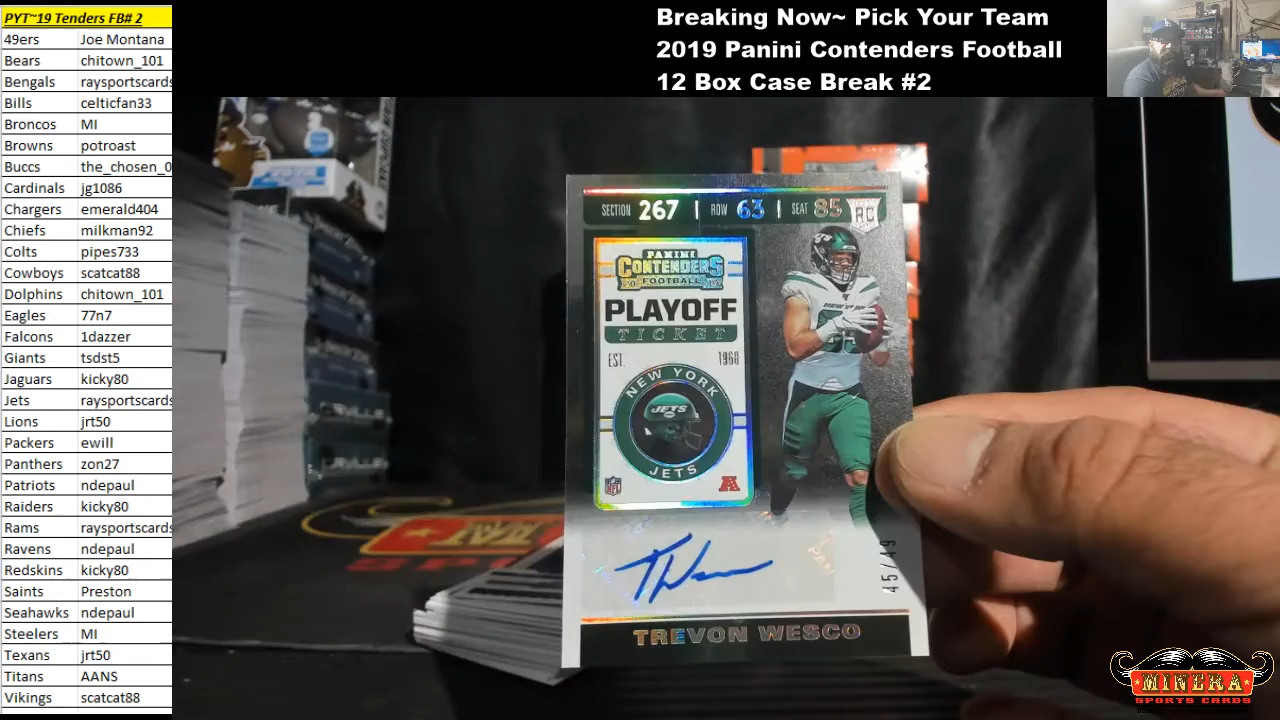 PYT~19 Tenders FB# 2
49ers Joe Montana
Bears chitown_101
Bengals raysportscards
Bills celticfan33
Broncos MI
Browns potroast
Buccs the_chosen_0
Cardinals jg1086
Chargers emerald404
Chiefs milkman92
Colts pipes733
Cowboys scatcat88
Dolphins chitown_101
Eagles 77n7
Falcons 1dazzer
Giants tsdst5
Jaguars kicky80
Jets raysportscards
Lions jrt50
Packers ewill
Panthers zon27
Patriots ndepaul
Raiders kicky80
Rams raysportscards
Ravens ndepaul
Redskins kicky80
Saints Preston
Seahawks ndepaul
Steelers MI
Texans jrt50
Titans AANS
Vikings scatcat88
Breaking Now~ Pick Your Team
2019 Panini Contenders Football
12 Box Case Break #2
SECTION 267 | ROW 63 | SEAT 85
RC
PANINI
CONTENDERS
FOOTBALL
PLAYOFF
TICKET
EST. 1960
NEW YORK
JETS
JETS
NFL
A
45/49
TREVON WESCO
MINERA
SPORTS CARDS